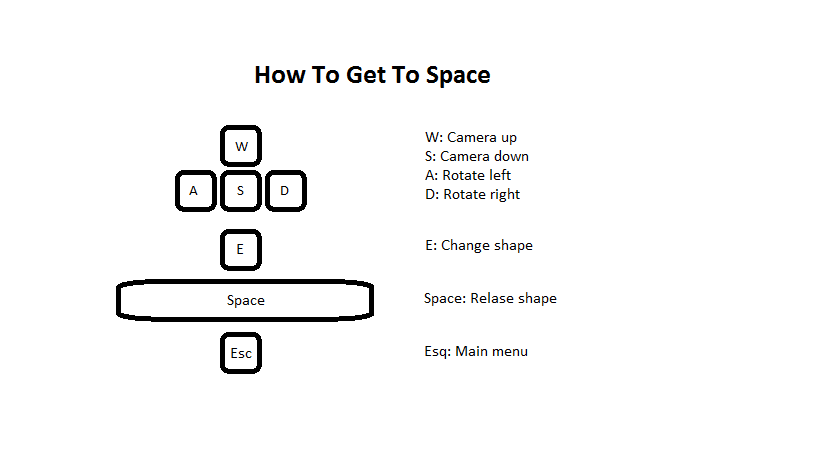 How To Get To Space
W
W: Camera up
S: Camera down
A S D
A: Rotate left
D: Rotate right
E
E: Change shape
Space
Space: Relase shape
Esc
Esq: Main menu